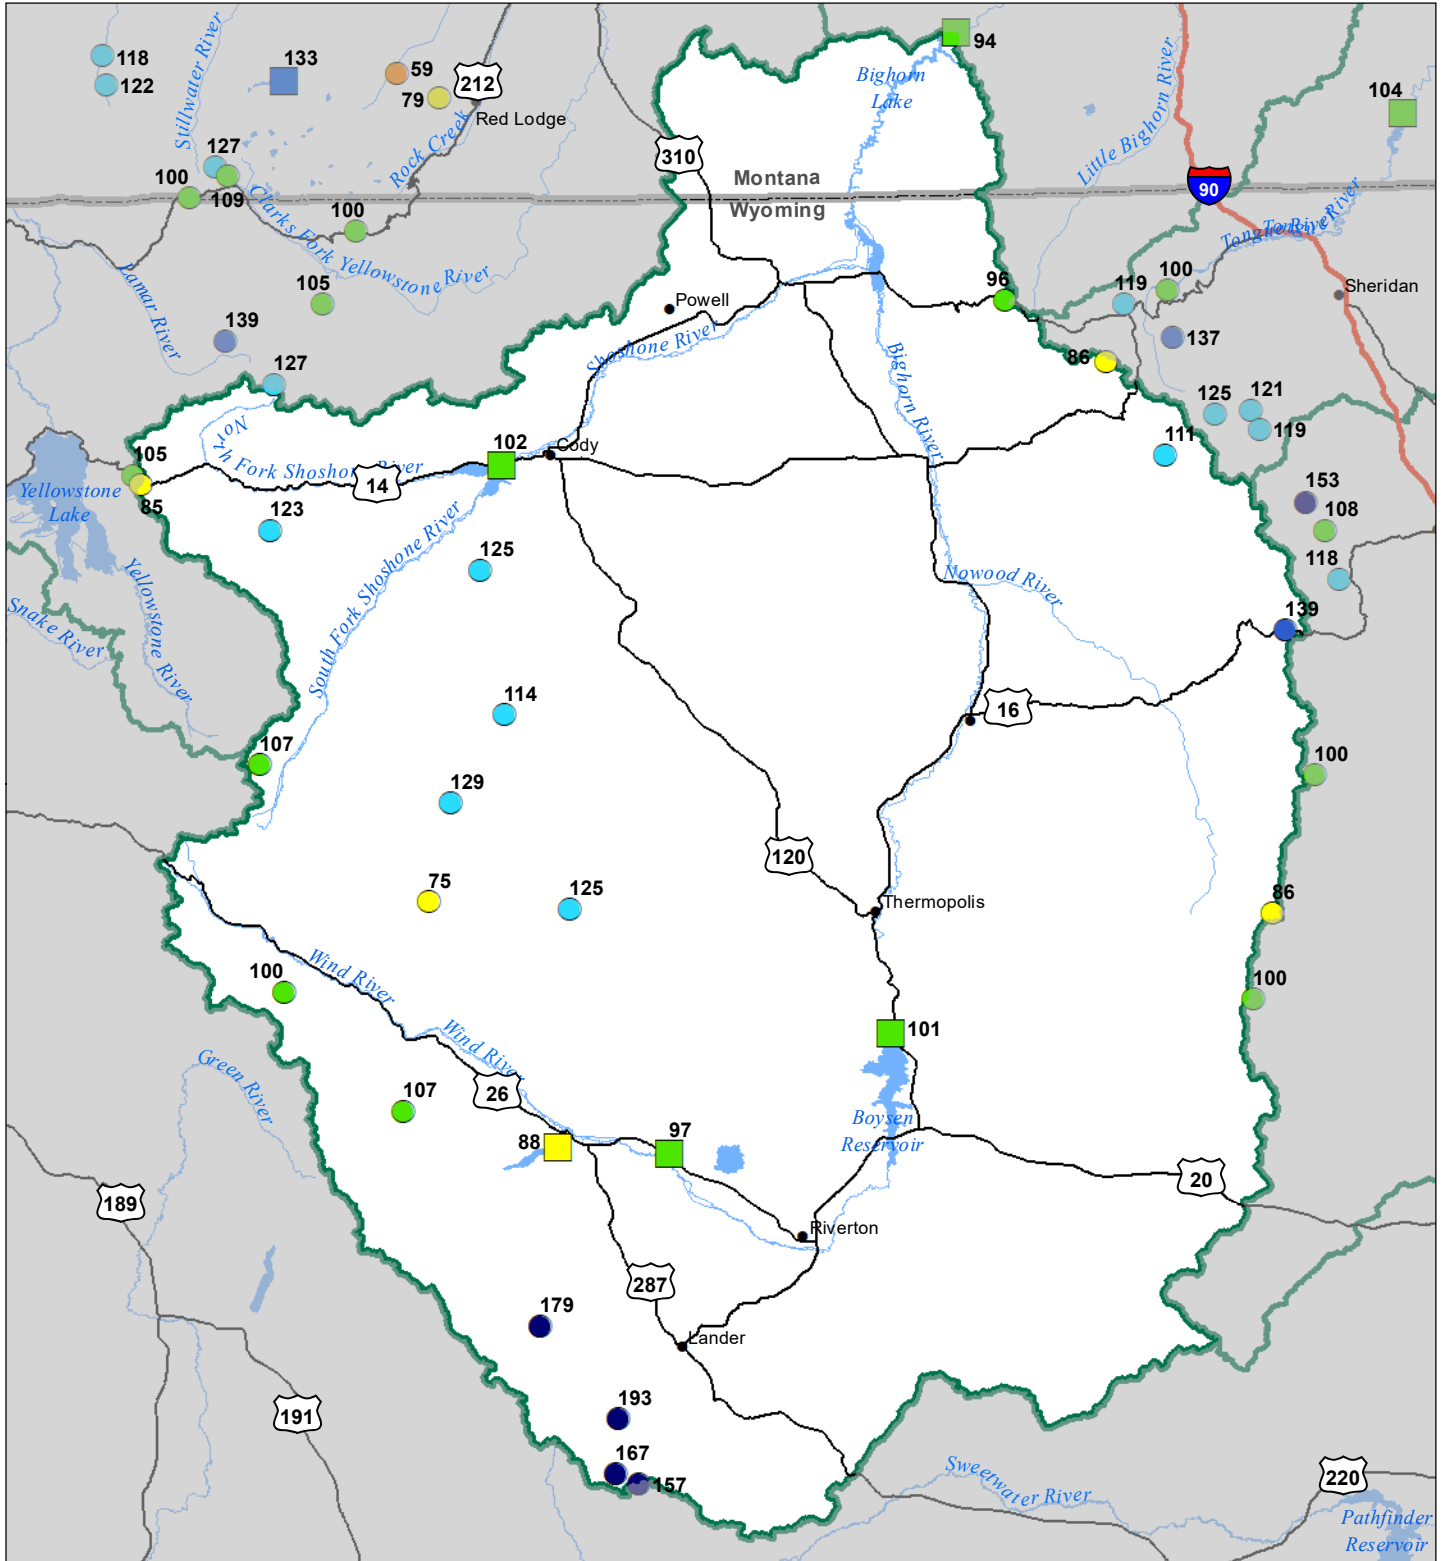 118
122
Stillwater River
133
59
79
212
Red Lodge
Rock Creek
94
Bighorn
Lake
Little Bighorn River
104
90
310
Montana
Wyoming
127
100
109
Clarks Fork Yellowstone River
100
105
Lamar River
139
127
Tongue River
Tongue River
Sheridan
100
119
96
137
86
Powell
Shoshone River
Bighorn River
125
121
119
111
153
108
118
139
105
85
Yellowstone
Lake
North Fork Shoshone River
14
102
Cody
123
125
South Fork Shoshone River
Yellowstone River
Snake River
Nowood River
16
114
107
129
100
120
75
125
Thermopolis
86
100
100
Wind River
Wind River
101
Green River
26
107
88
97
Boysen
Reservoir
20
189
Riverton
287
179
Lander
191
193
167
157
Sweetwater River
220
Pathfinder
Reservoir